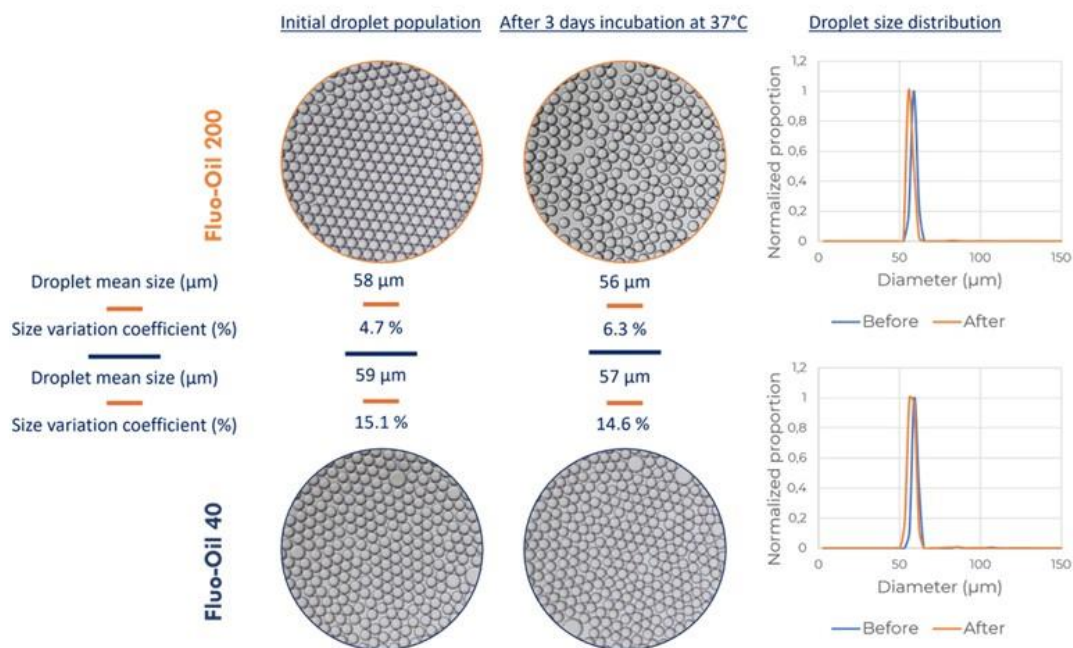 Initial droplet population
After 3 days incubation at 37°C
Droplet size distribution
Fluo-Oil 200
Droplet mean size (µm)
58 µm
56 µm
Size variation coefficient (%)
4.7 %
6.3 %
Droplet mean size (µm)
59 µm
57 µm
Size variation coefficient (%)
15.1 %
14.6 %
Fluo-Oil 40
Normalized proportion
1,2
1
0,8
0,6
0,4
0,2
0
0
50
100
150
Diameter (µm)
Before
After
Normalized proportion
1,2
1
0,8
0,6
0,4
0,2
0
0
50
100
150
Diameter (µm)
Before
After